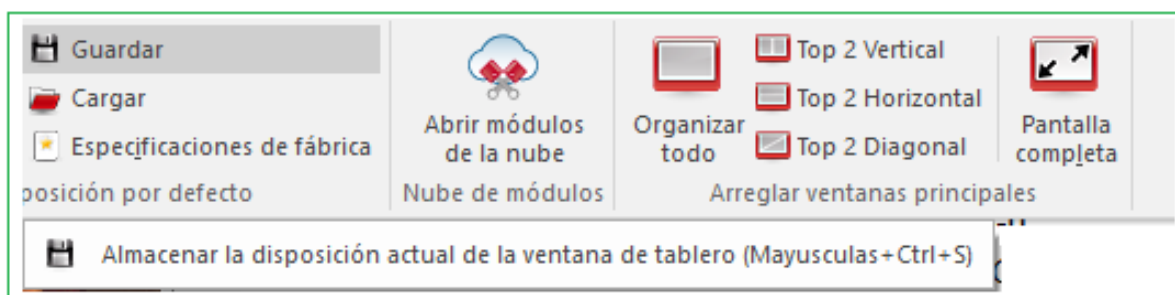 Guardar
Cargar
Especificaciones de fábrica
posición por defecto
Abrir módulos
de la nube
Nube de módulos
Organizar
todo
Top 2 Vertical
Top 2 Horizontal
Top 2 Diagonal
Pantalla
completa
Arreglar ventanas principales
Almacenar la disposición actual de la ventana de tablero (Mayusculas+Ctrl+S)